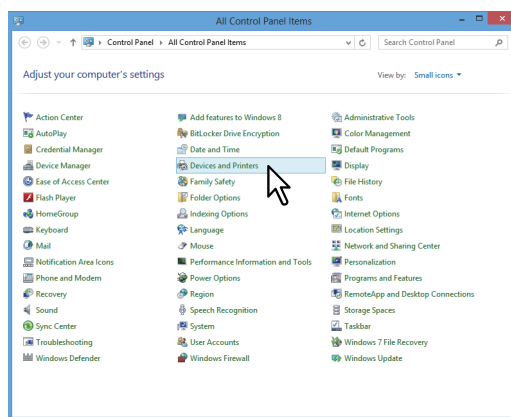 All Control Panel Items
Control Panel All Control Panel Items Search Control Panel
Adjust your computer's settings View by: Small icons
Action Center Add features to Windows 8 Administrative Tools
AutoPlay BitLocker Drive Encryption Color Management
Credential Manager Date and Time Default Programs
Device Manager Devices and Printers Display
Ease of Access Center Family Safety File History
Flash Player Folder Options Fonts
HomeGroup Indexing Options Internet Options
Keyboard Language Location Settings
Mail Mouse Network and Sharing Center
Notification Area Icons Performance Information and Tools Personalization
Phone and Modem Power Options Programs and Features
Recovery Region RemoteApp and Desktop Connections
Sound Speech Recognition Storage Spaces
Sync Center System Taskbar
Troubleshooting User Accounts Windows 7 File Recovery
Windows Defender Windows Firewall Windows Update